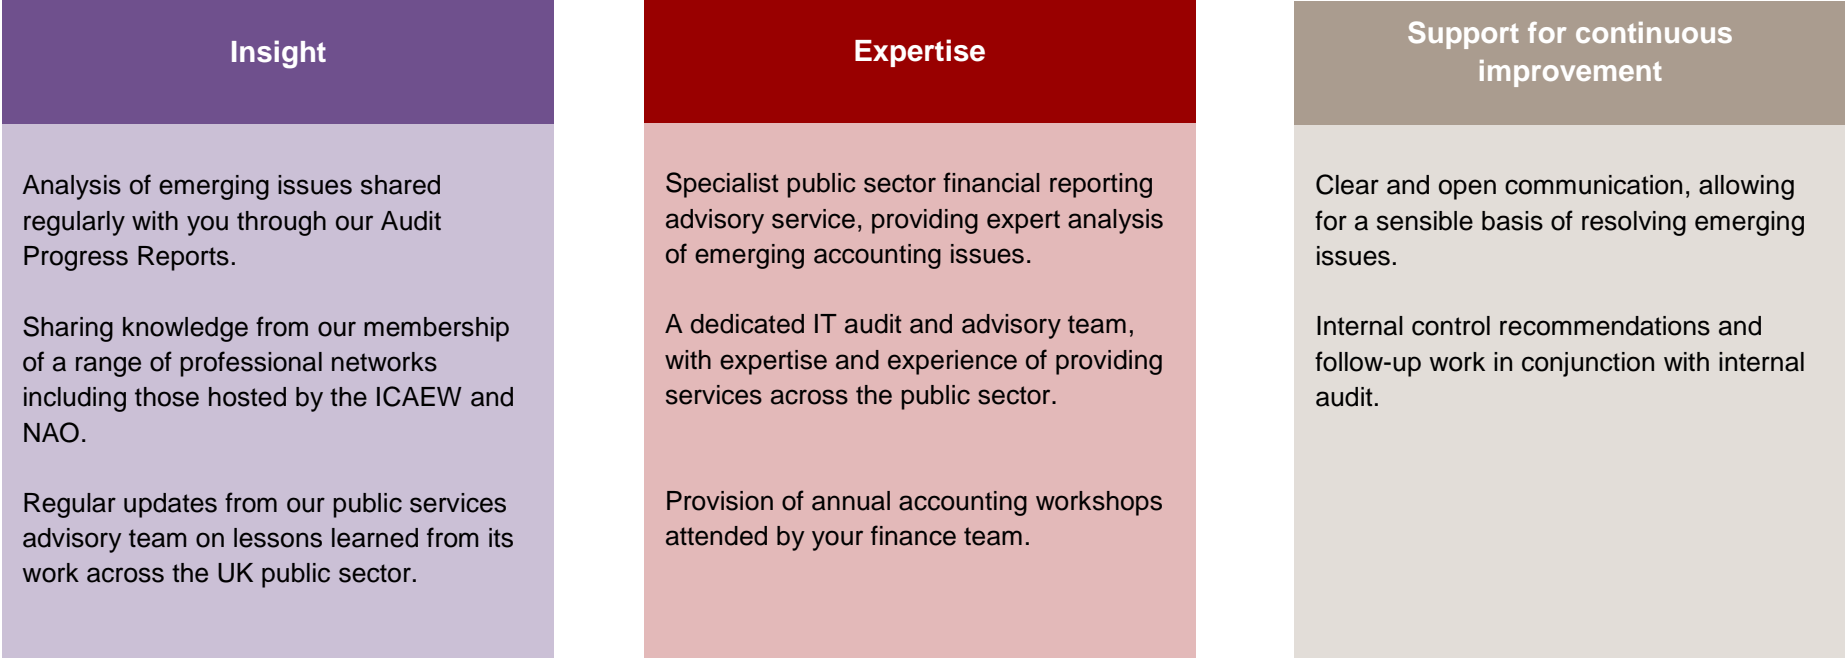 Insight
Analysis of emerging issues shared
regularly with you through our Audit
Progress Reports.
Sharing knowledge from our membership
of a range of professional networks
including those hosted by the ICAEW and
NAO.
Regular updates from our public services
advisory team on lessons learned from its
work across the UK public sector.
Expertise
Specialist public sector financial reporting
advisory service, providing expert analysis
of emerging accounting issues.
A dedicated IT audit and advisory team,
with expertise and experience of providing
services across the public sector.
Provision of annual accounting workshops
attended by your finance team.
Support for continuous
improvement
Clear and open communication, allowing
for a sensible basis of resolving emerging
issues.
Internal control recommendations and
follow-up work in conjunction with internal
audit.